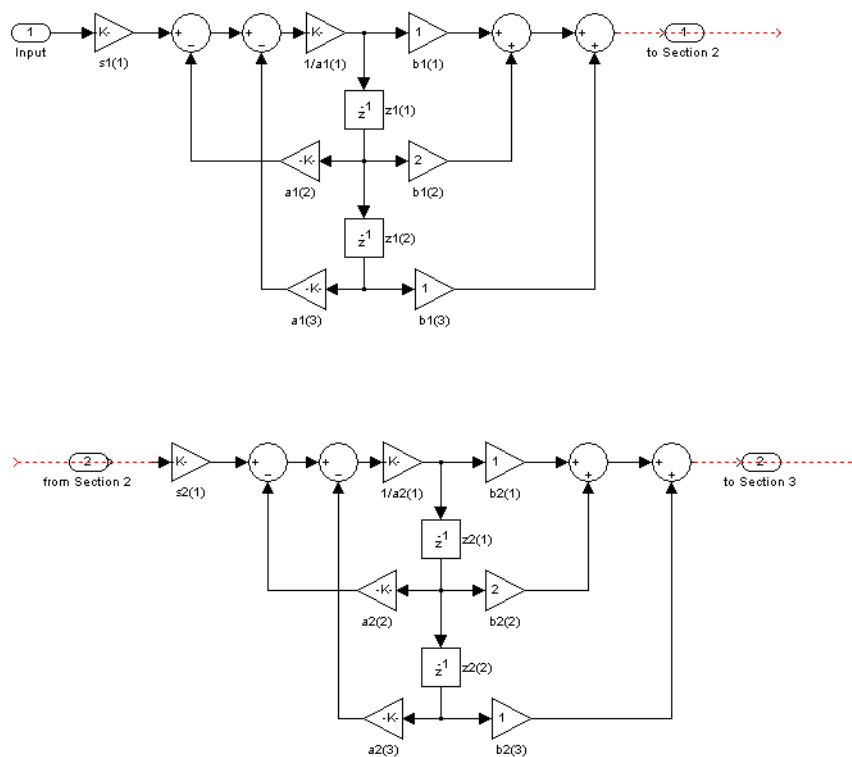 1
Input
K-
s1(1)
K-
1/a1(1)
1
b1(1)
1
to Section 2
z-1
z1(1)
-K-
a1(2)
2
b1(2)
z-1
z1(2)
-K-
a1(3)
1
b1(3)
2
from Section 2
K-
s2(1)
K-
1/a2(1)
1
b2(1)
2
to Section 3
z-1
z2(1)
-K-
a2(2)
2
b2(2)
z-1
z2(2)
-K-
a2(3)
1
b2(3)